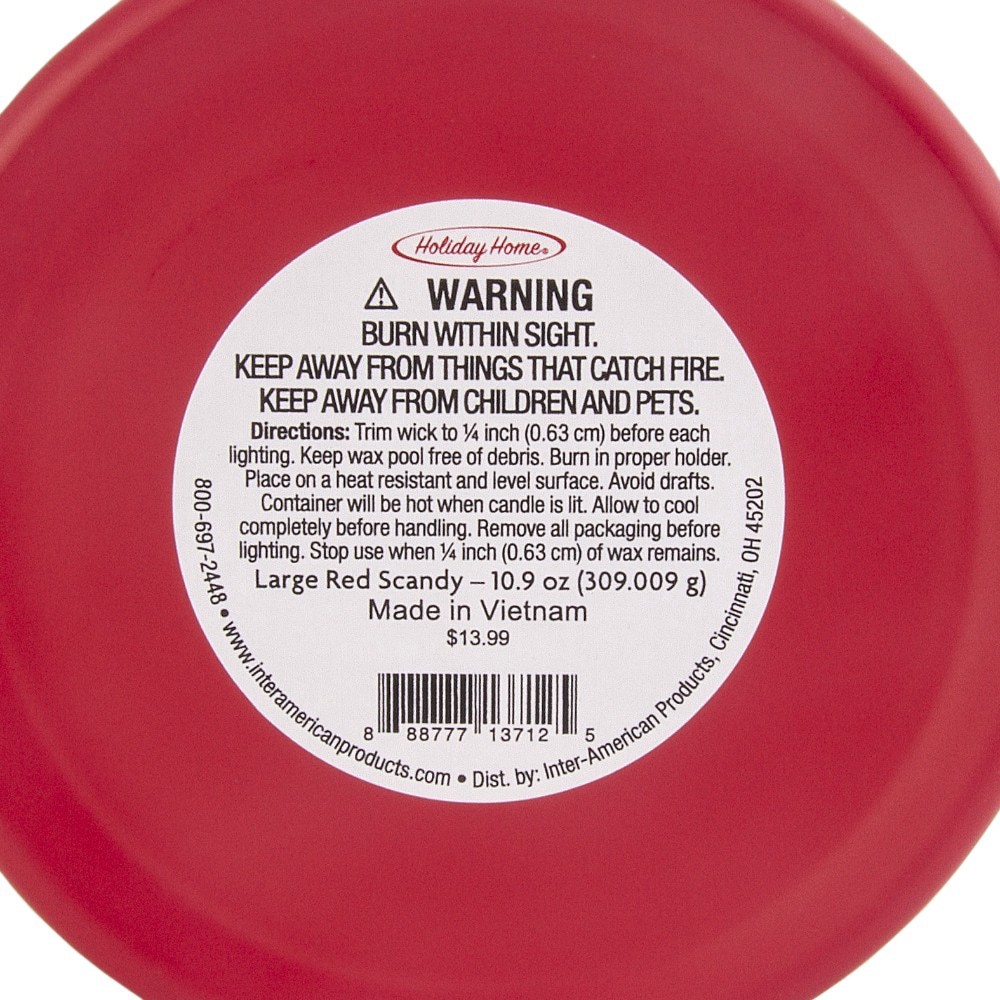 Holiday Home®
⚠ WARNING
BURN WITHIN SIGHT.
KEEP AWAY FROM THINGS THAT CATCH FIRE.
KEEP AWAY FROM CHILDREN AND PETS.
Directions: Trim wick to ¼ inch (0.63 cm) before each
lighting. Keep wax pool free of debris. Burn in proper holder.
Place on a heat resistant and level surface. Avoid drafts.
Container will be hot when candle is lit. Allow to cool
completely before handling. Remove all packaging before
lighting. Stop use when ¼ inch (0.63 cm) of wax remains.
Large Red Scandy – 10.9 oz (309.009 g)
Made in Vietnam
$13.99
8 88777 13712 5
800-697-2448 • www.interamericanproducts.com • Dist. by: Inter-American Products, Cincinnati, OH 45202